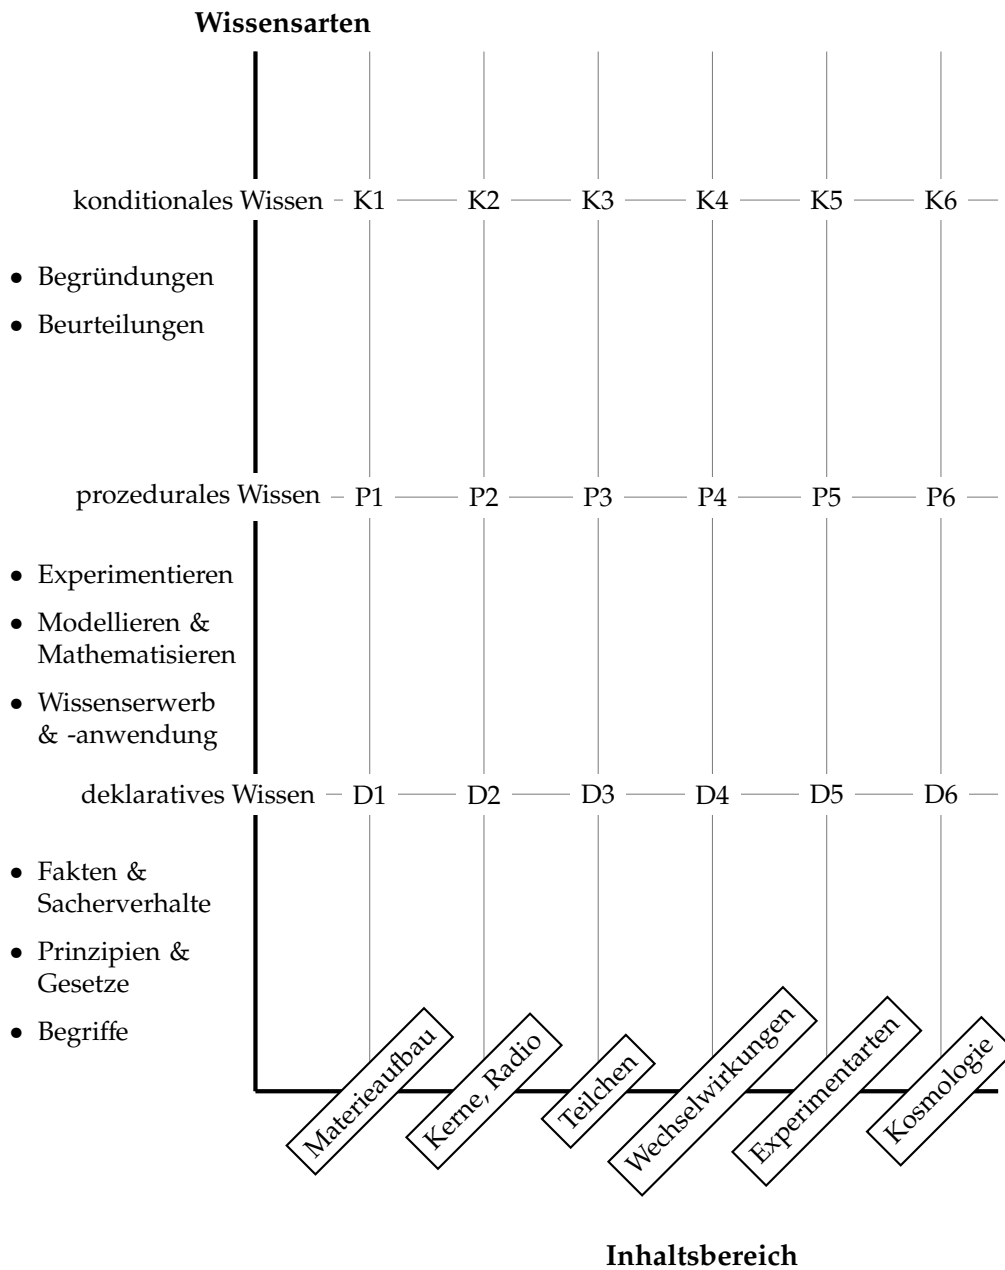 Wissensarten
konditionales Wissen K1 K2 K3 K4 K5 K6
• Begründungen
• Beurteilungen
prozedurales Wissen P1 P2 P3 P4 P5 P6
• Experimentieren
• Modellieren &
Mathematisieren
• Wissenserwerb
& -anwendung
deklaratives Wissen D1 D2 D3 D4 D5 D6
• Fakten &
Sacherverhalte
• Prinzipien &
Gesetze
• Begriffe
Materieaufbau
Kerne, Radio
Teilchen
Wechselwirkungen
Experimentarten
Kosmologie
Inhaltsbereich